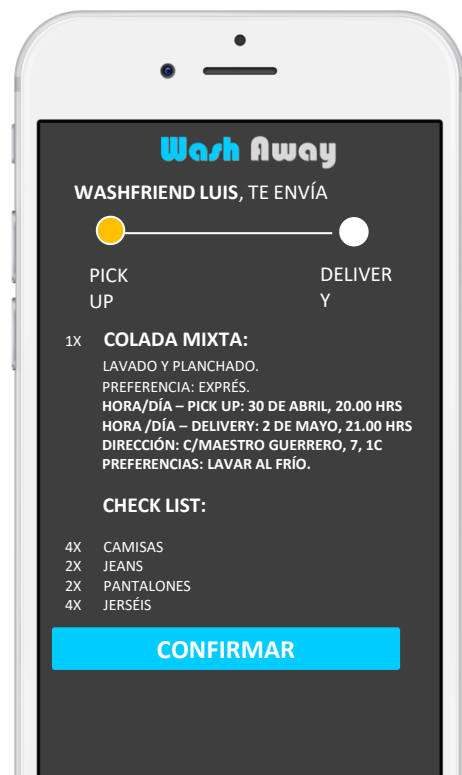 Wash Away
WASHFRIEND LUIS, TE ENVÍA
PICK
UP
DELIVER
Y
1X COLADA MIXTA:
LAVADO Y PLANCHADO.
PREFERENCIA: EXPRÉS.
HORA/DÍA – PICK UP: 30 DE ABRIL, 20.00 HRS
HORA /DÍA – DELIVERY: 2 DE MAYO, 21.00 HRS
DIRECCIÓN: C/MAESTRO GUERRERO, 7, 1C
PREFERENCIAS: LAVAR AL FRÍO.
CHECK LIST:
4X CAMISAS
2X JEANS
2X PANTALONES
4X JERSÉIS
CONFIRMAR